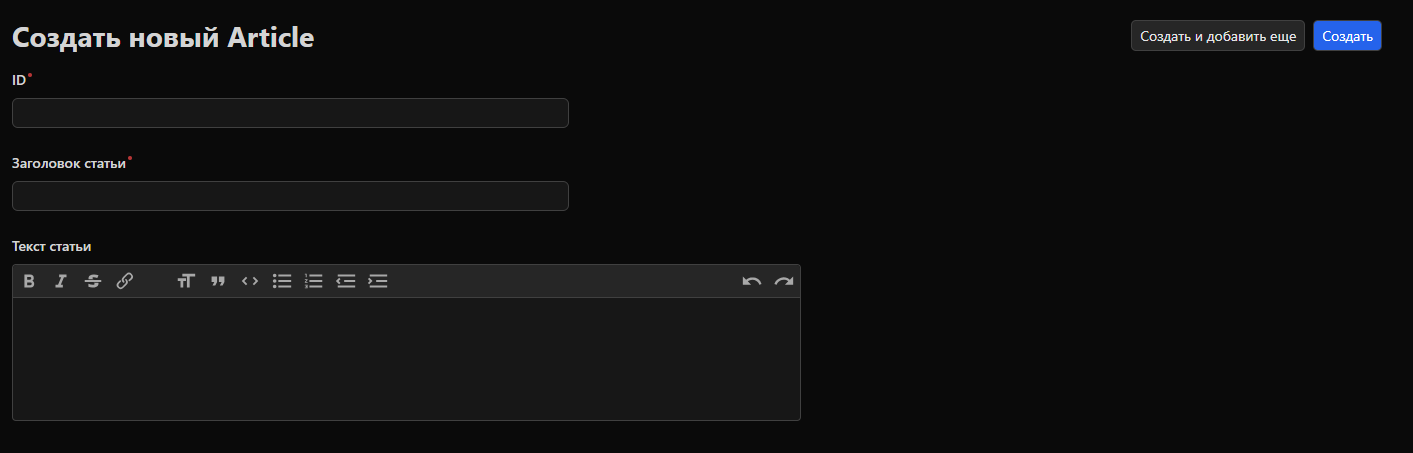 Создать новый Article
Создать и добавить еще
Создать
ID
Заголовок статьи
Текст статьи